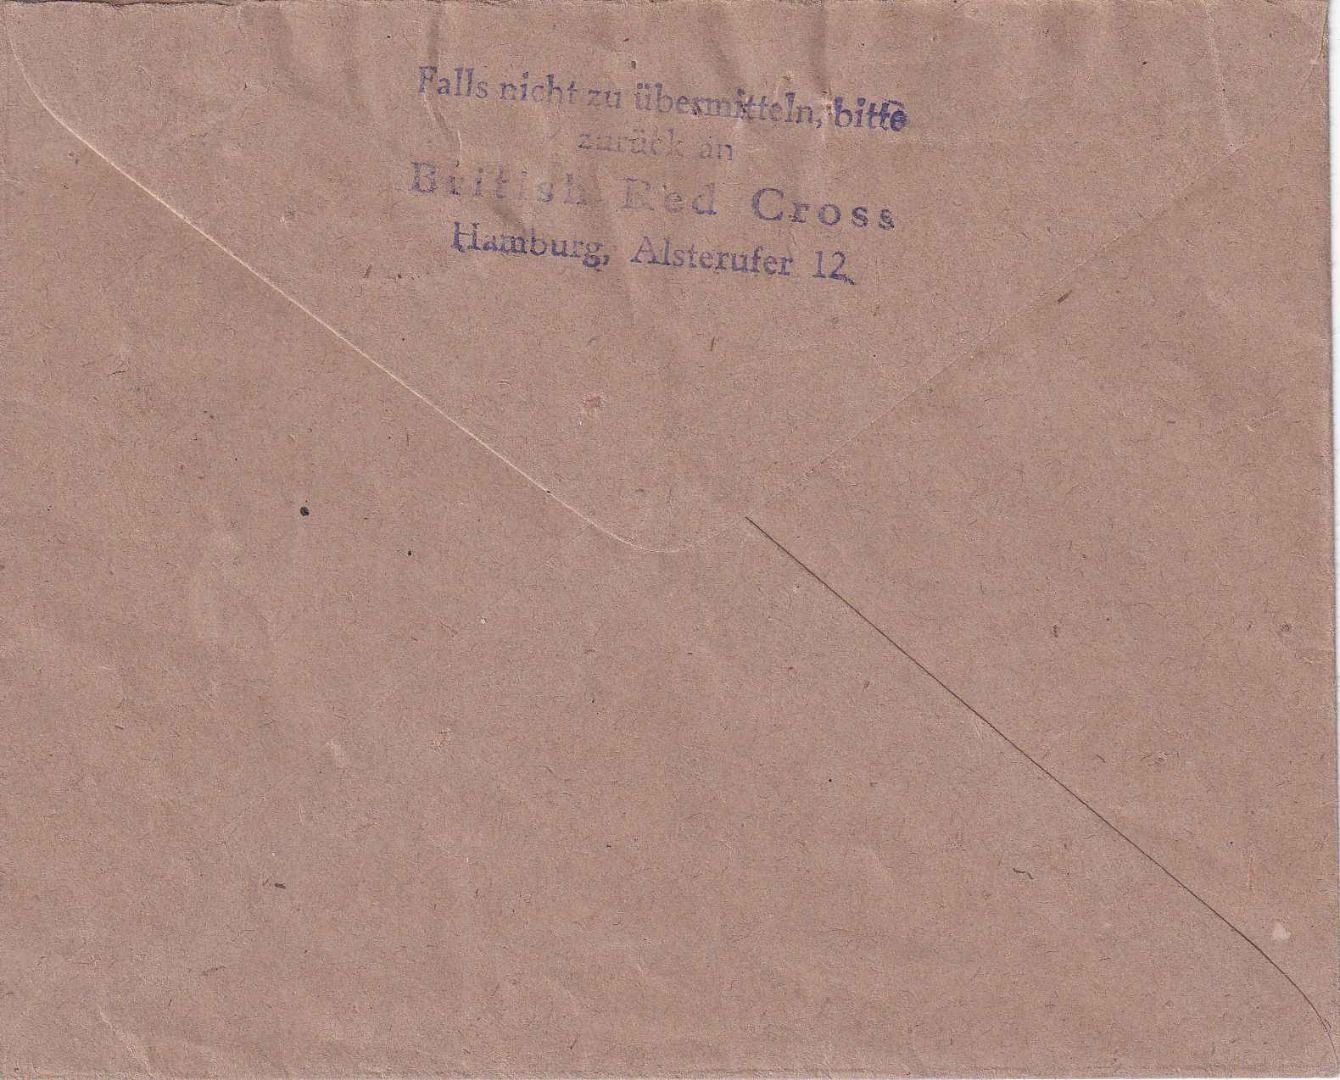 Falls nicht zu übermitteln, bitte
zurück an
British Red Cross
Hamburg, Alsterufer 12